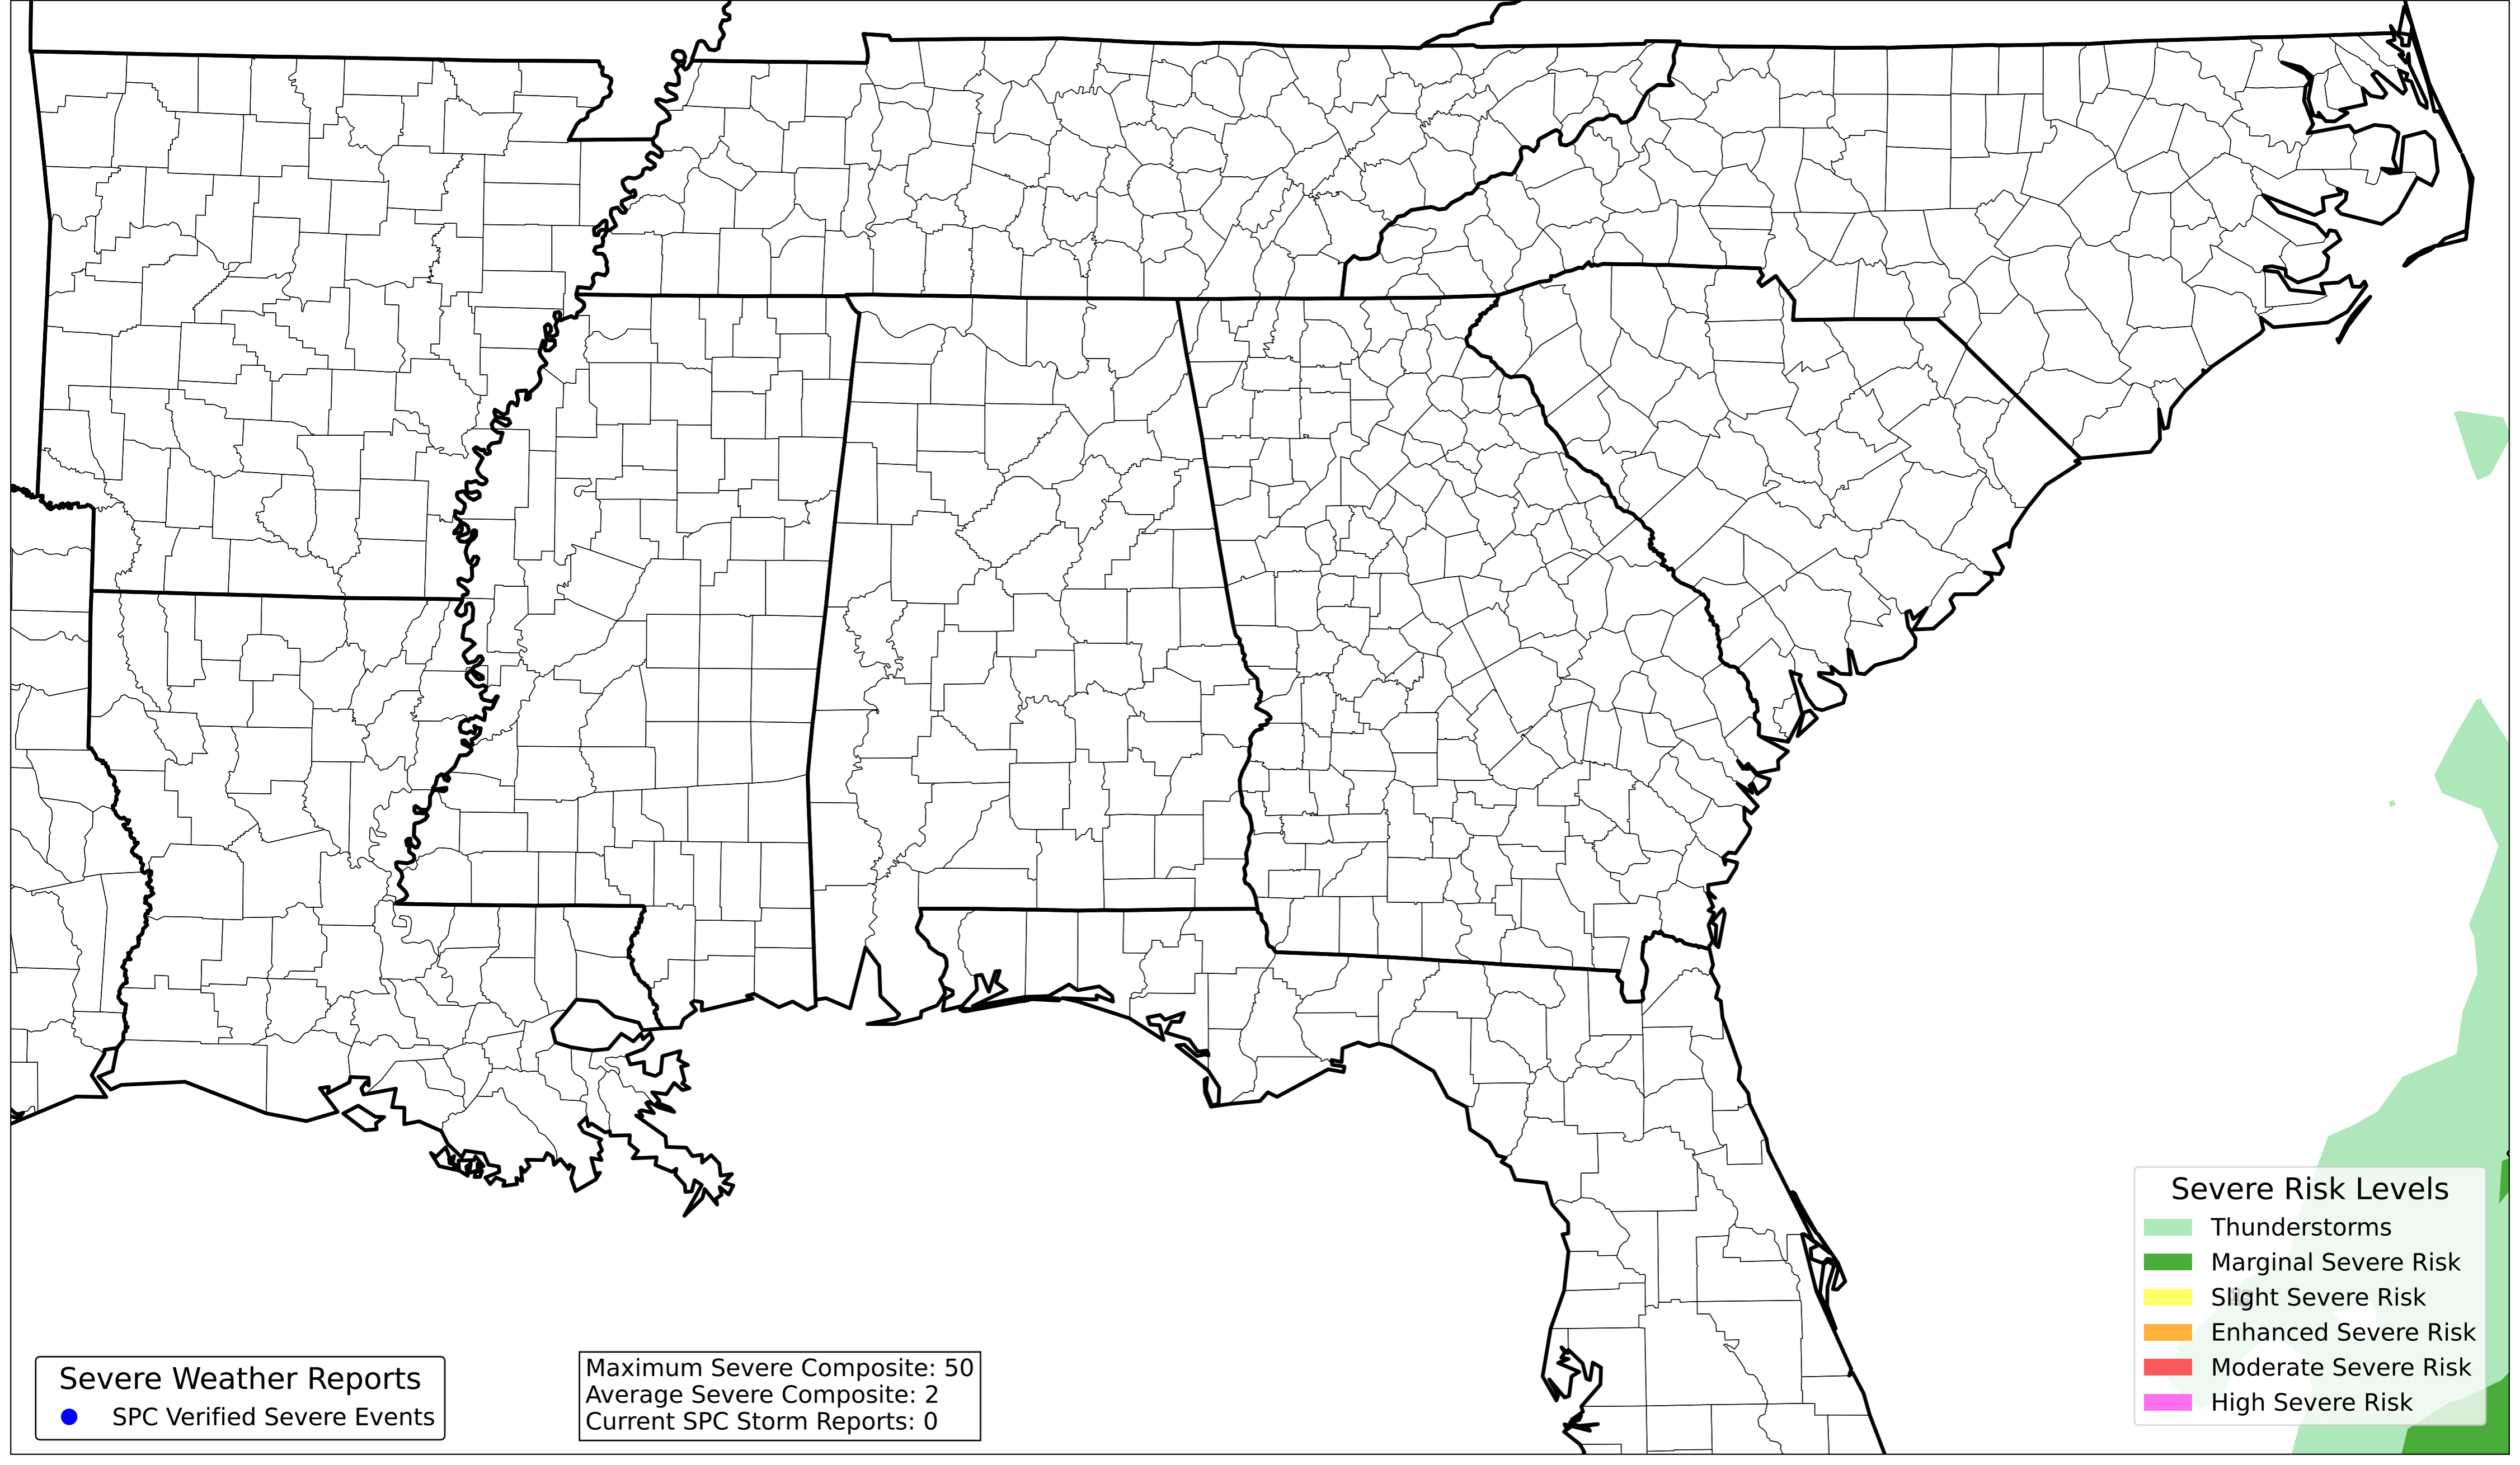 Severe Risk Levels
Thunderstorms
Marginal Severe Risk
Slight Severe Risk
Enhanced Severe Risk
Moderate Severe Risk
High Severe Risk
Severe Weather Reports
SPC Verified Severe Events
Maximum Severe Composite: 50
Average Severe Composite: 2
Current SPC Storm Reports: 0